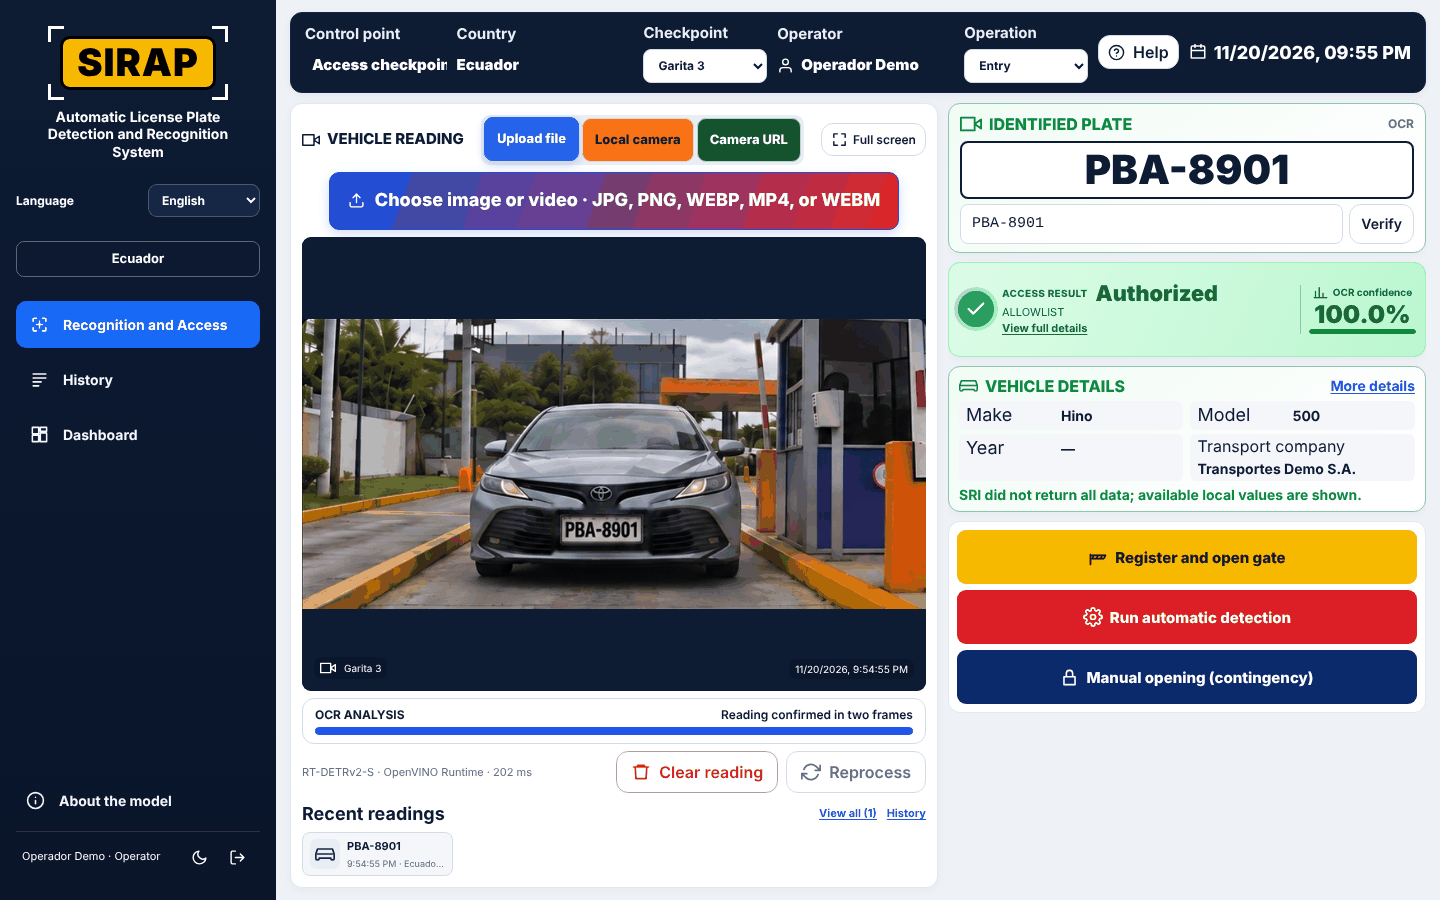 SIRAP
Automatic License Plate
Detection and Recognition
System
Language
English
Ecuador
Recognition and Access
History
Dashboard
About the model
Operador Demo · Operator
Control point
Access checkpoin
Country
Ecuador
Checkpoint
Garita 3
Operator
Operador Demo
Operation
Entry
Help
11/20/2026, 09:55 PM
VEHICLE READING
Upload file
Local camera
Camera URL
Full screen
Choose image or video · JPG, PNG, WEBP, MP4, or WEBM
PBA-8901
Garita 3
11/20/2026, 9:54:55 PM
OCR ANALYSIS
Reading confirmed in two frames
RT-DETRv2-S · OpenVINO Runtime · 202 ms
Clear reading
Reprocess
Recent readings
View all (1)
History
PBA-8901
9:54:55 PM · Ecuado...
IDENTIFIED PLATE
OCR
PBA-8901
PBA-8901
Verify
ACCESS RESULT Authorized
ALLOWLIST
View full details
OCR confidence
100.0%
VEHICLE DETAILS
More details
Make Hino
Model 500
Year —
Transport company
Transportes Demo S.A.
SRI did not return all data; available local values are shown.
Register and open gate
Run automatic detection
Manual opening (contingency)